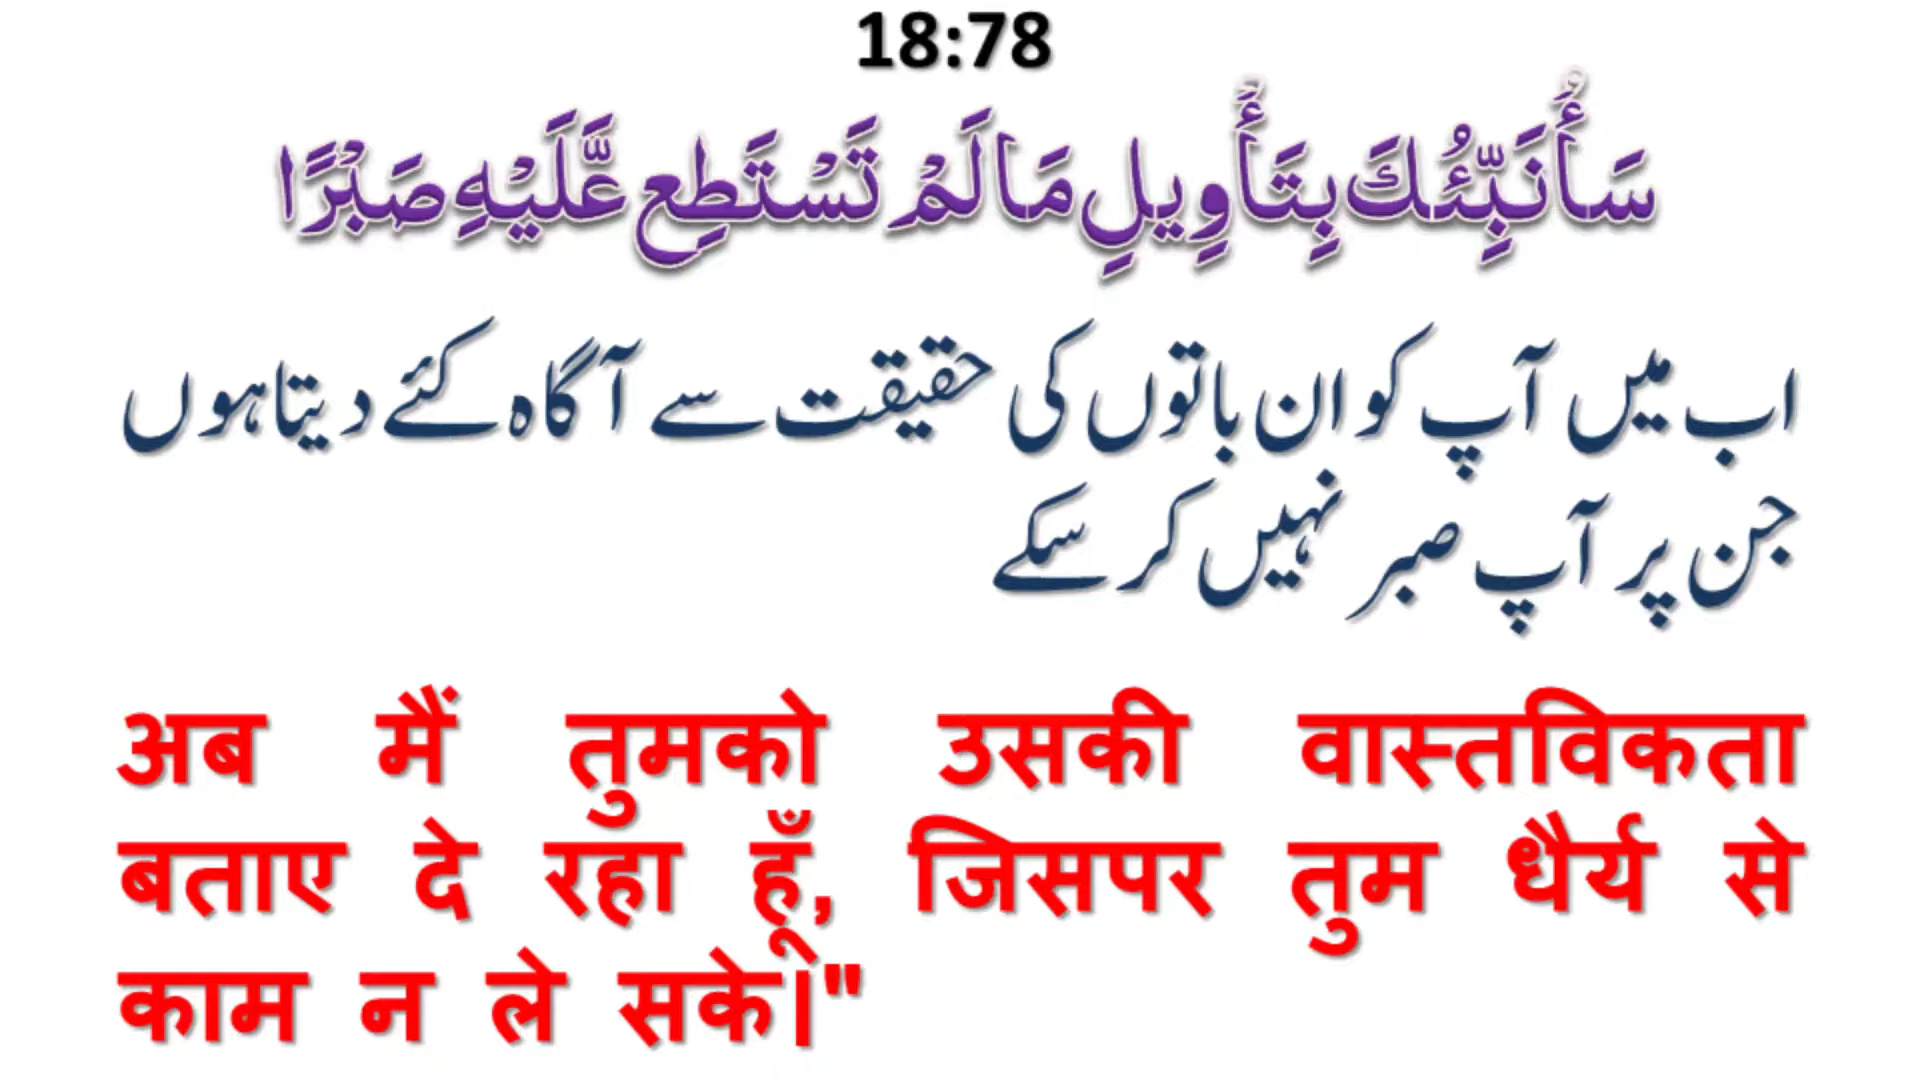 18:78
سَأُنَبِّئُكَ بِتَأْوِيلِ مَا لَمْ تَسْتَطِع عَّلَيْهِ صَبْرًا
اب میں آپ کو ان باتوں کی حقیقت سے آگاہ کئے دیتا ہوں
جن پر آپ صبر نہیں کر سکے
अब मैं तुमको उसकी वास्तविकता
बताए दे रहा हूँ, जिसपर तुम धैर्य से
काम न ले सके।"